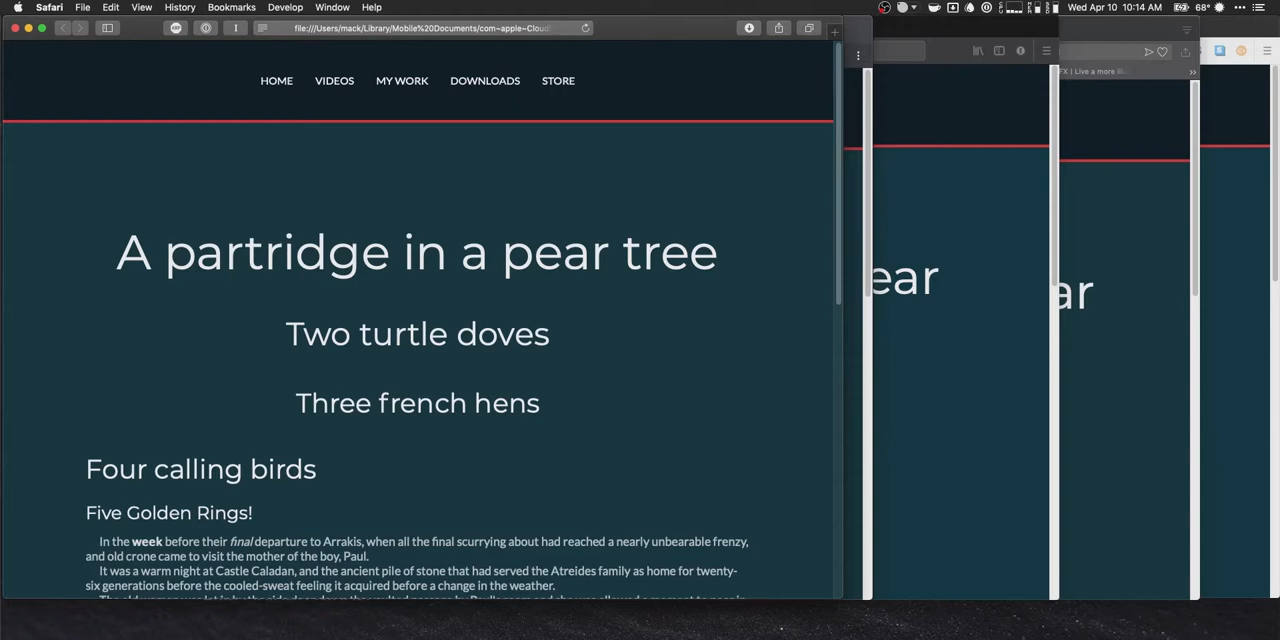 Safari File Edit View History Bookmarks Develop Window Help
Wed Apr 10 10:14 AM 68°
file:///Users/mack/Library/Mobile%20Documents/com~apple~Cloud
FX | Live a more
HOME VIDEOS MY WORK DOWNLOADS STORE
A partridge in a pear tree
ear
ar
Two turtle doves
Three french hens
Four calling birds
Five Golden Rings!
In the week before their final departure to Arrakis, when all the final scurrying about had reached a nearly unbearable frenzy,
and old crone came to visit the mother of the boy, Paul.
It was a warm night at Castle Caladan, and the ancient pile of stone that had served the Atreides family as home for twenty-
six generations before the cooled-sweat feeling it acquired before a change in the weather.